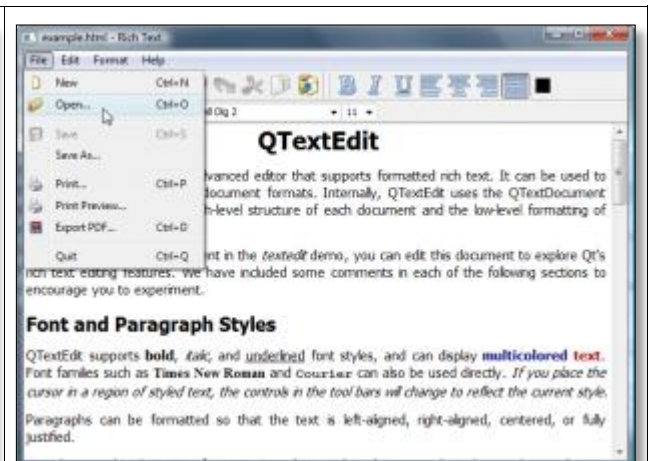 example.html - Rich Text
File Edit Format Help
New Ctrl+N
Open... Ctrl+O
Save Ctrl+S
Save As...
Print... Ctrl+P
Print Preview...
Export PDF... Ctrl+D
Quit Ctrl+Q
B I U
Dlg 2 11
QTextEdit
advanced editor that supports formatted rich text. It can be used to
document formats. Internally, QTextEdit uses the QTextDocument
h-level structure of each document and the low-level formatting of
nt in the textedit demo, you can edit this document to explore Qt's
rich text editing features. We have included some comments in each of the following sections to
encourage you to experiment.
Font and Paragraph Styles
QTextEdit supports bold, italic, and underlined font styles, and can display multicolored text.
Font families such as Times New Roman and Courier can also be used directly. If you place the
cursor in a region of styled text, the controls in the tool bars will change to reflect the current style.
Paragraphs can be formatted so that the text is left-aligned, right-aligned, centered, or fully
justified.